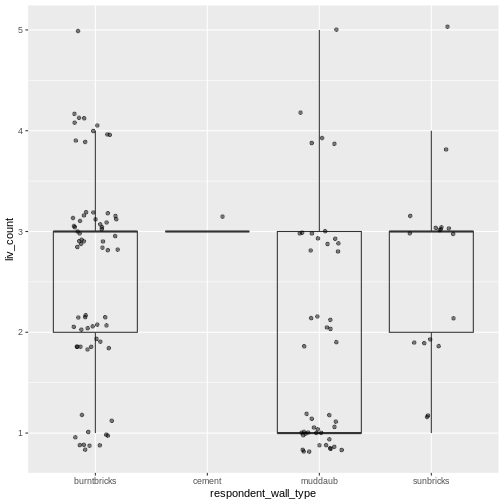 liv_count
5
4
3
2
1
burntbricks cement muddaub sunbricks
respondent_wall_type